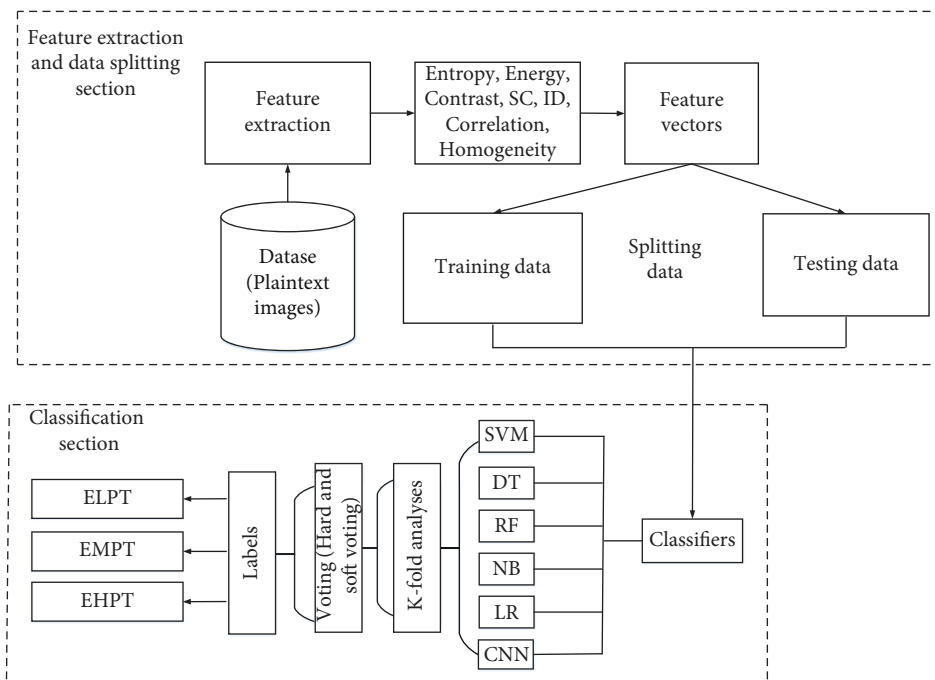 Feature extraction
and data splitting
section
Feature
extraction
Entropy, Energy,
Contrast, SC, ID,
Correlation,
Homogeneity
Feature
vectors
Datase
(Plaintext
images)
Training data
Splitting
data
Testing data
Classification
section
ELPT
EMPT
EHPT
Labels
Voting (Hard and
soft voting)
K-fold analyses
SVM
DT
RF
NB
LR
CNN
Classifiers